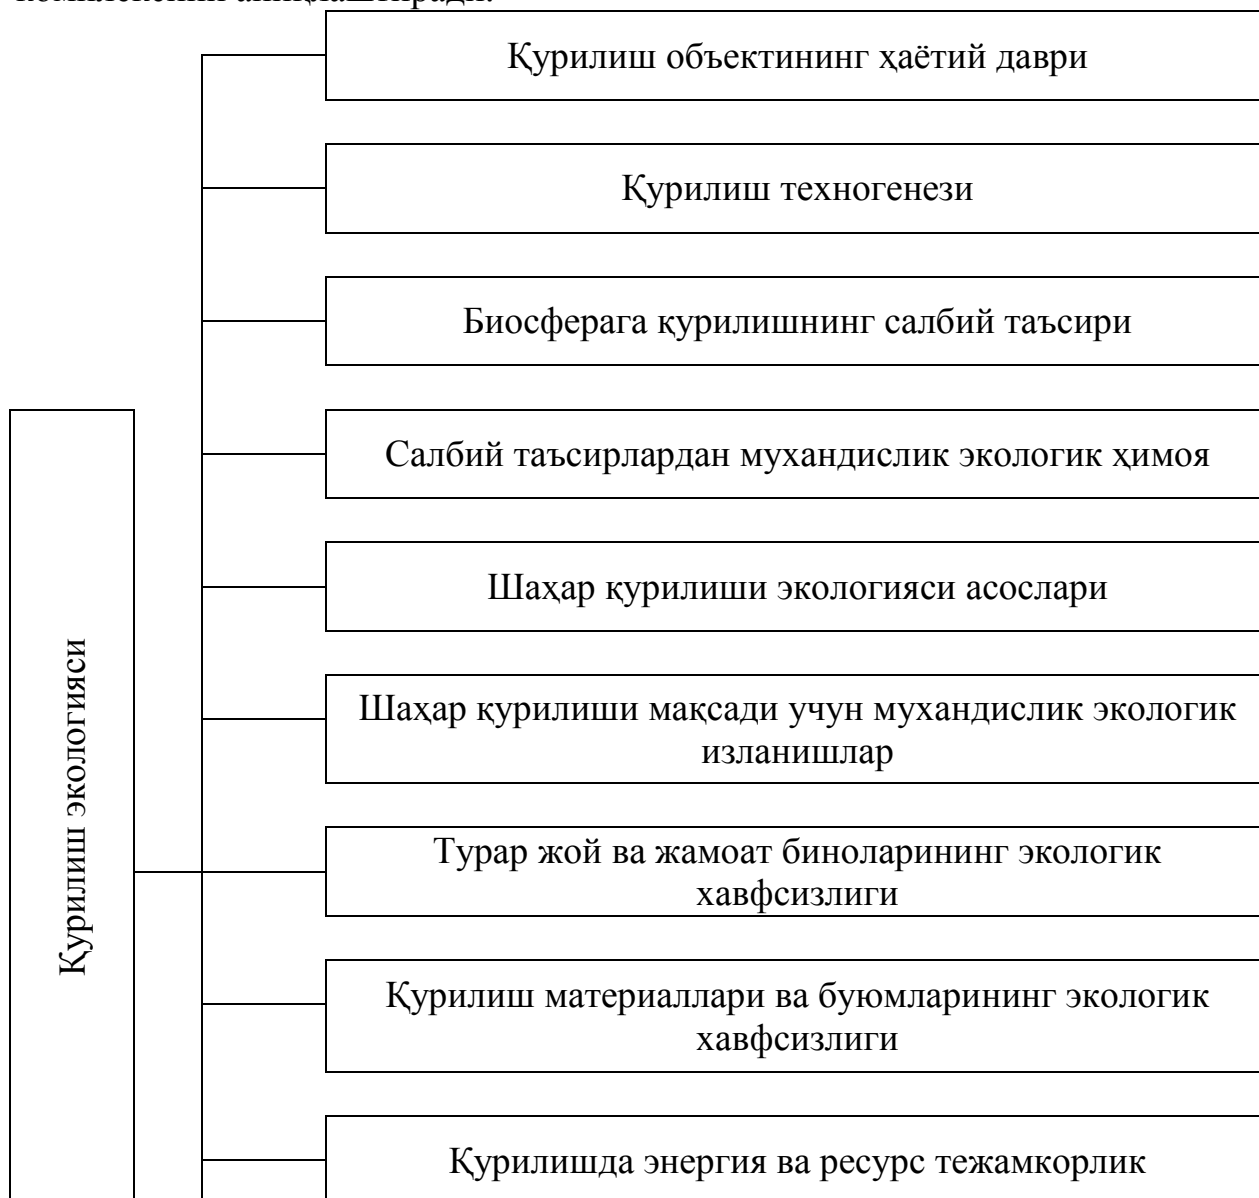 Қурилиш объектининг ҳаётий даври
Қурилиш техногенези
Биосферага қурилишнинг салбий таъсири
Салбий таъсирлардан мухандислик экологик ҳимоя
Шаҳар қурилиши экологияси асослари
Шаҳар қурилиши мақсади учун мухандислик экологик
изланишлар
Қурилиш экологияси
Турар жой ва жамоат биноларининг экологик
хавфсизлиги
Қурилиш материаллари ва буюмларининг экологик
хавфсизлиги
Қурилишда энергия ва ресурс тежамкорлик